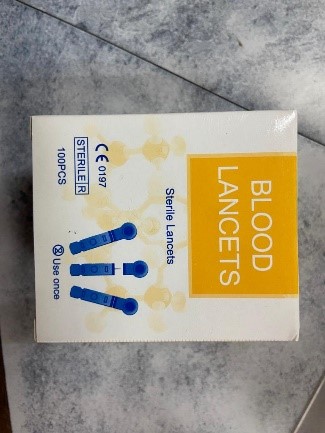 BLOOD
LANCETS
Sterile Lancets
CE 0197
STERILE R
100PCS
Use once